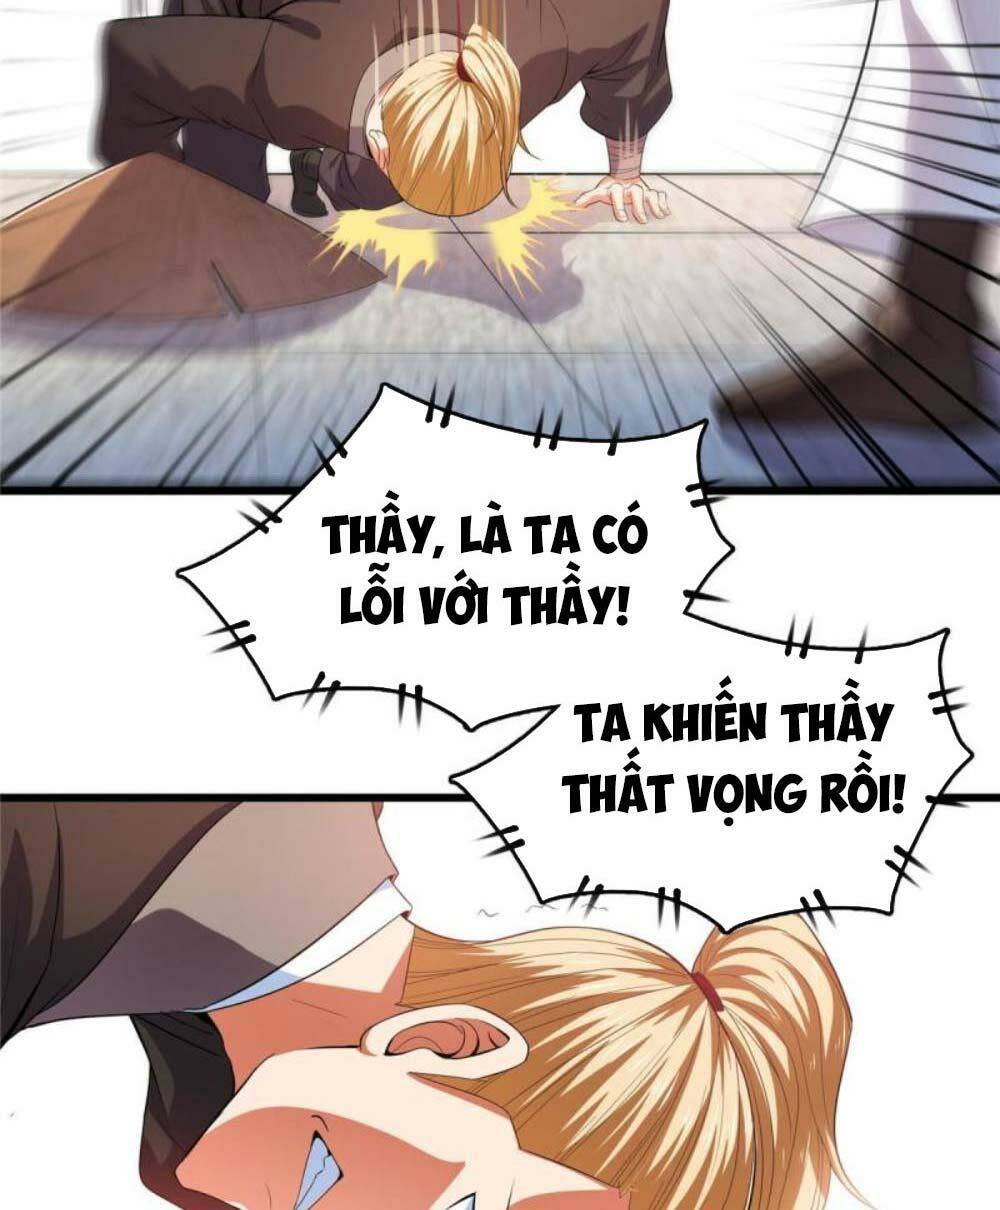 THẦY, LÀ TA CÓ
LỖI VỚI THẦY!
TA KHIẾN THẦY
THẤT VỌNG RỒI!